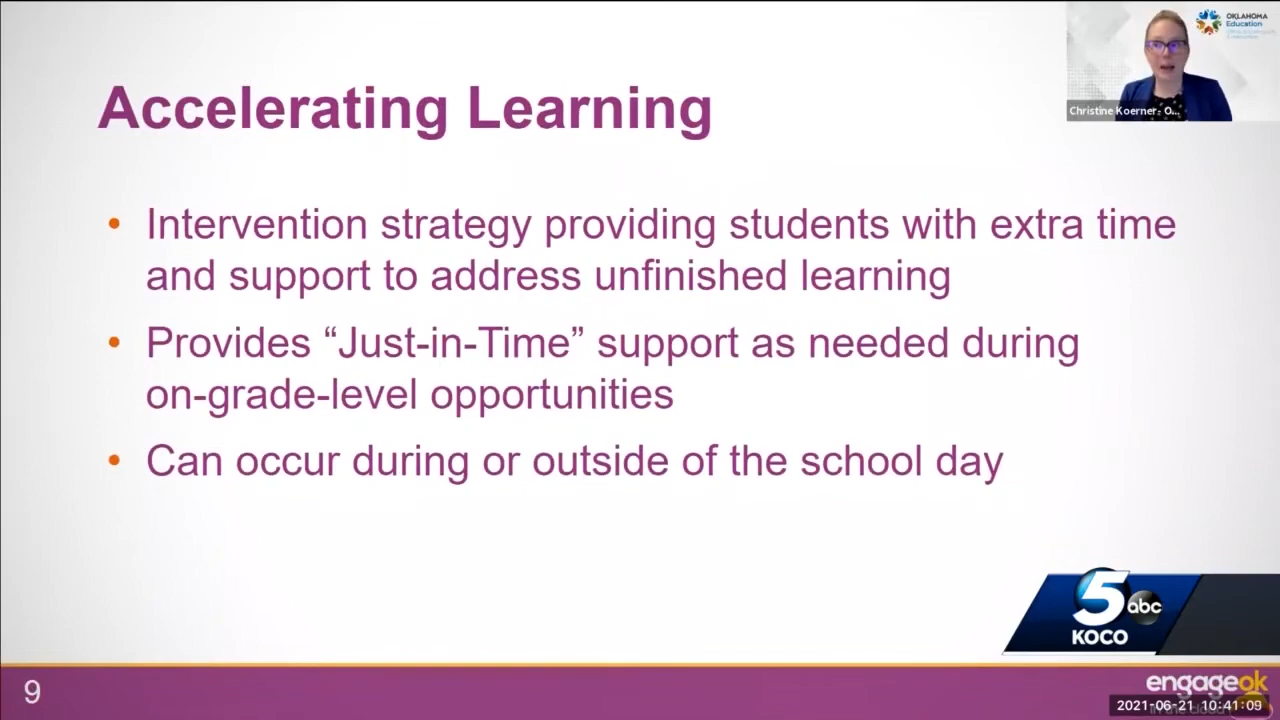 Accelerating Learning
OKLAHOMA
Education
Christine Koerner - O...
• Intervention strategy providing students with extra time
and support to address unfinished learning
• Provides “Just-in-Time” support as needed during
on-grade-level opportunities
• Can occur during or outside of the school day
5
abc
KOCO
9
engageok
2021-06-21 10:41:09